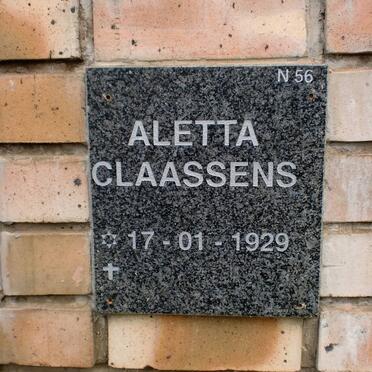 N 56
ALETTA
CLAASSENS
✡ 17 - 01 - 1929
✝